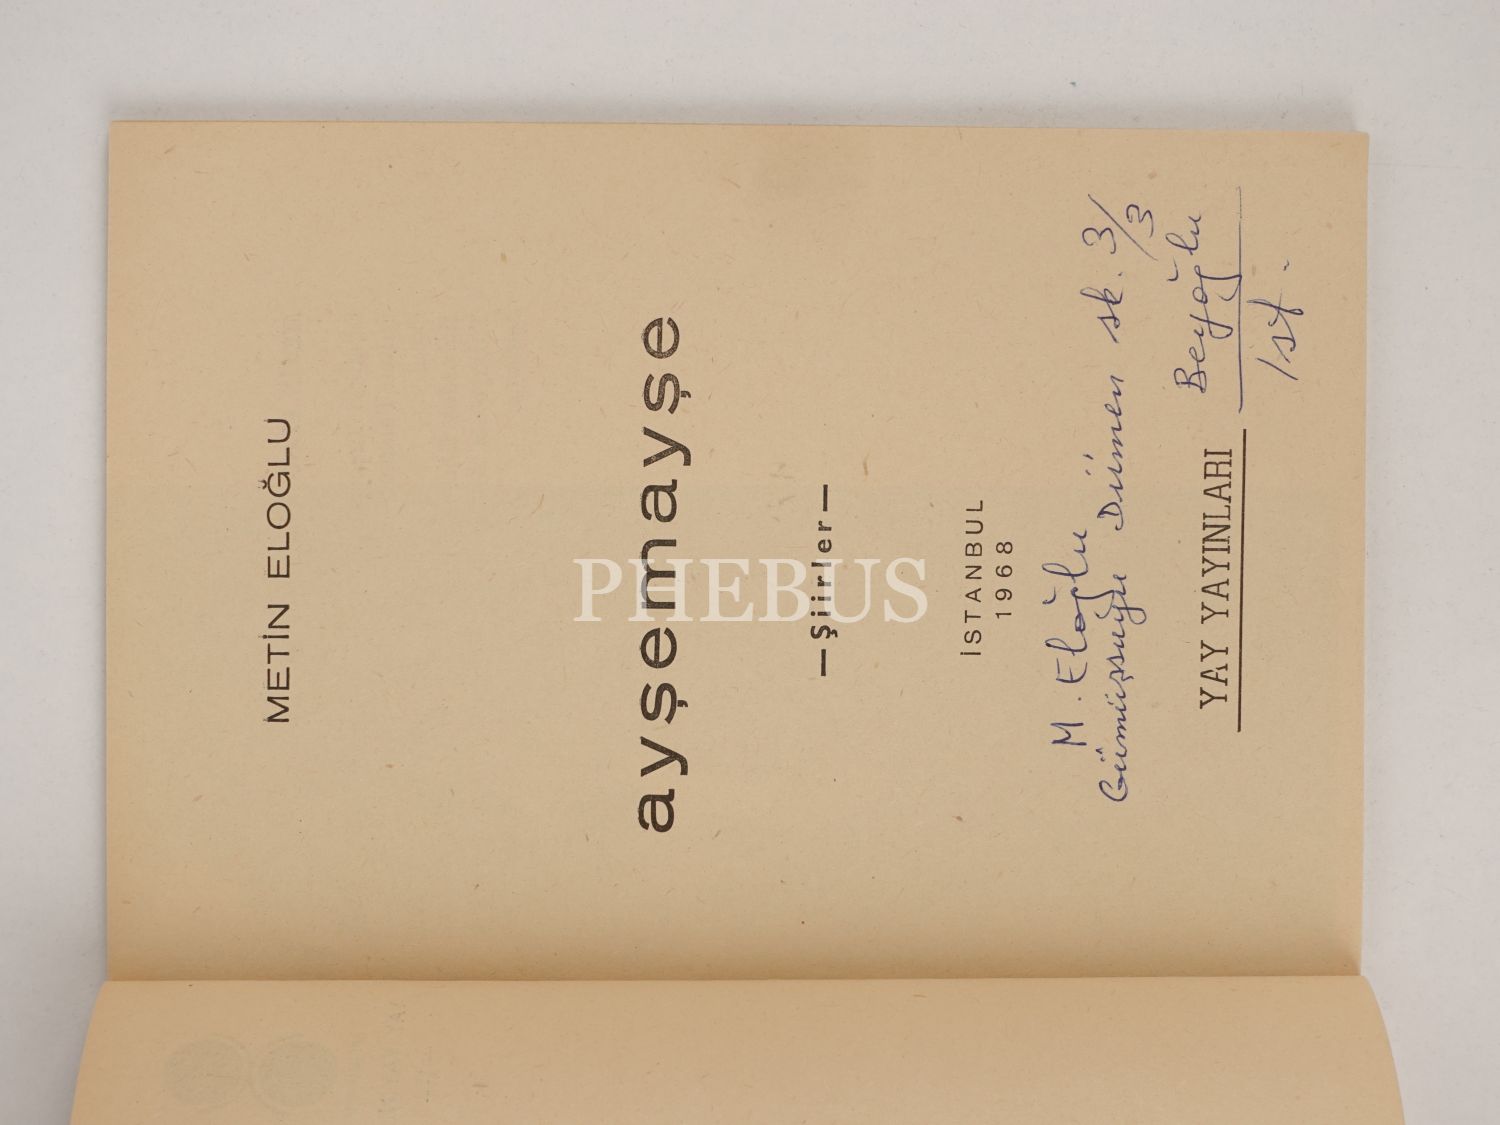 METİN ELOĞLU
ayşemayşe
—Şiirler—
İSTANBUL
1968
M. Eloğlu
Gümüşsuyu Dümen sk. 3/3
Beyoğlu
İst.
YAY YAYINLARI
PHEBUS